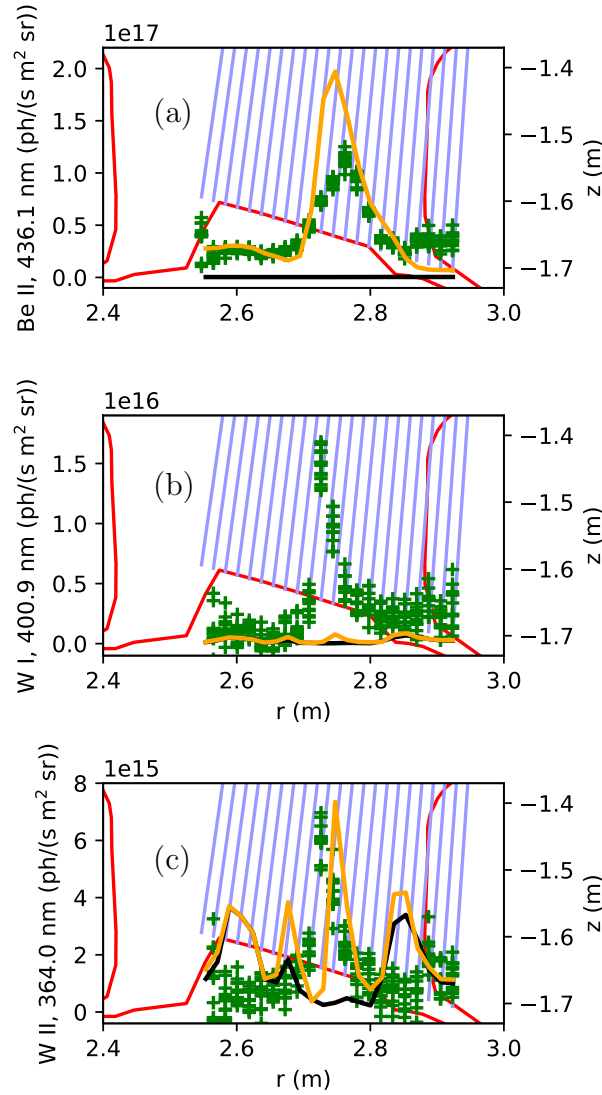 1e17
(a)
Be II, 436.1 nm (ph/(s m² sr))
2.0
1.5
1.0
0.5
0.0
−1.4
−1.5
−1.6
−1.7
z (m)
2.4 2.6 2.8 3.0
1e16
(b)
W I, 400.9 nm (ph/(s m² sr))
1.5
1.0
0.5
0.0
−1.4
−1.5
−1.6
−1.7
z (m)
2.4 2.6 2.8 3.0
r (m)
1e15
(c)
W II, 364.0 nm (ph/(s m² sr))
8
6
4
2
0
−1.4
−1.5
−1.6
−1.7
z (m)
2.4 2.6 2.8 3.0
r (m)